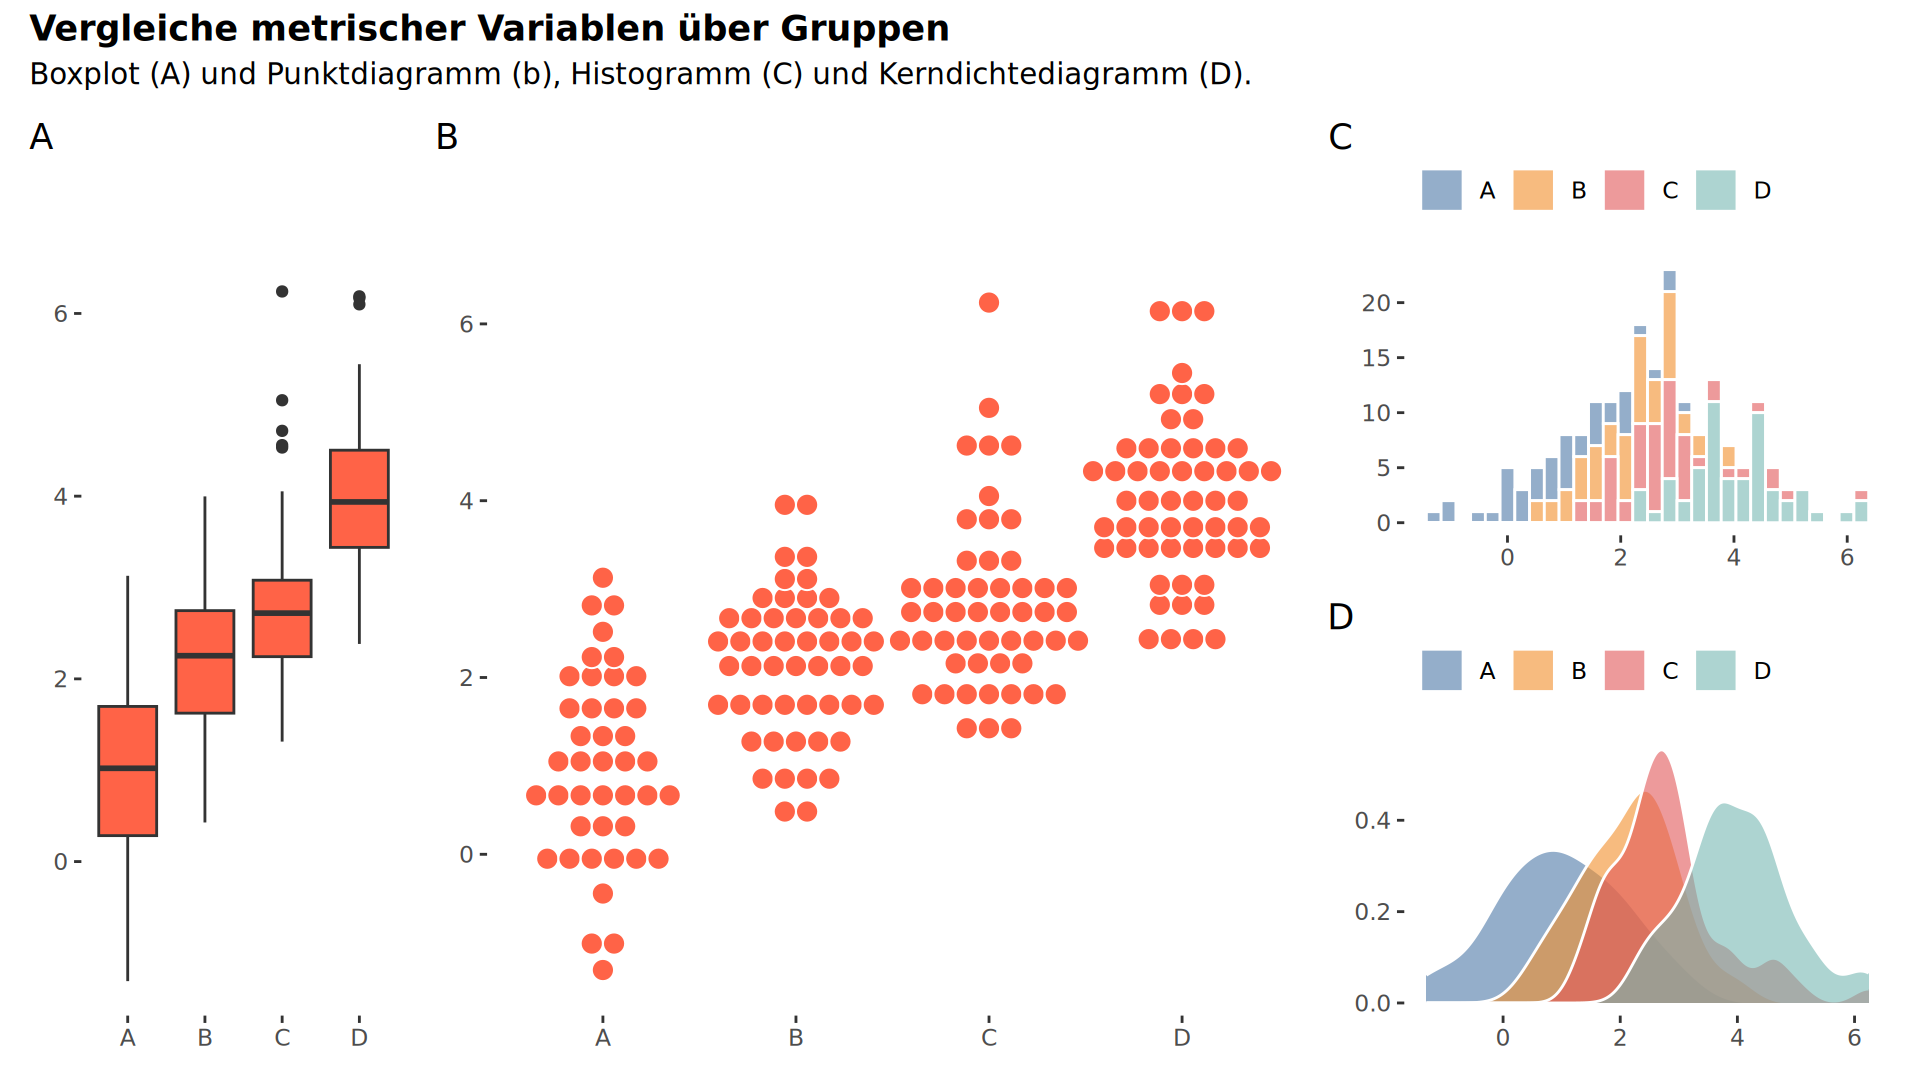 Vergleiche metrischer Variablen über Gruppen
Boxplot (A) und Punktdiagramm (b), Histogramm (C) und Kerndichtediagramm (D).
A
6
4
2
0
A B C D
B
6
4
2
0
A B C D
C
A B C D
20
15
10
5
0
0 2 4 6
D
A B C D
0.4
0.2
0.0
0 2 4 6